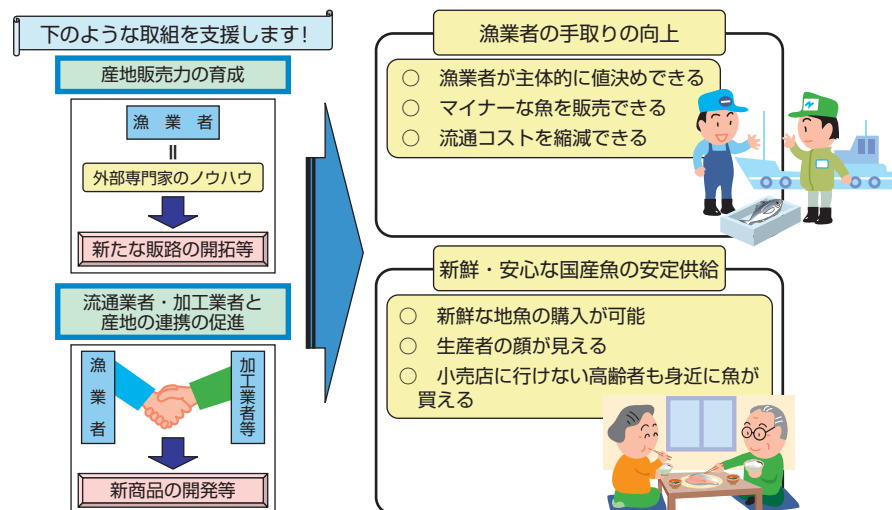 下のような取組を支援します！
産地販売力の育成
漁業者
＝
外部専門家のノウハウ
新たな販路の開拓等
流通業者・加工業者と
産地の連携の促進
漁業者
加工業者等
新商品の開発等
漁業者の手取りの向上
○ 漁業者が主体的に値決めできる
○ マイナーな魚を販売できる
○ 流通コストを縮減できる
新鮮・安心な国産魚の安定供給
○ 新鮮な地魚の購入が可能
○ 生産者の顔が見える
○ 小売店に行けない高齢者も身近に魚が
買える